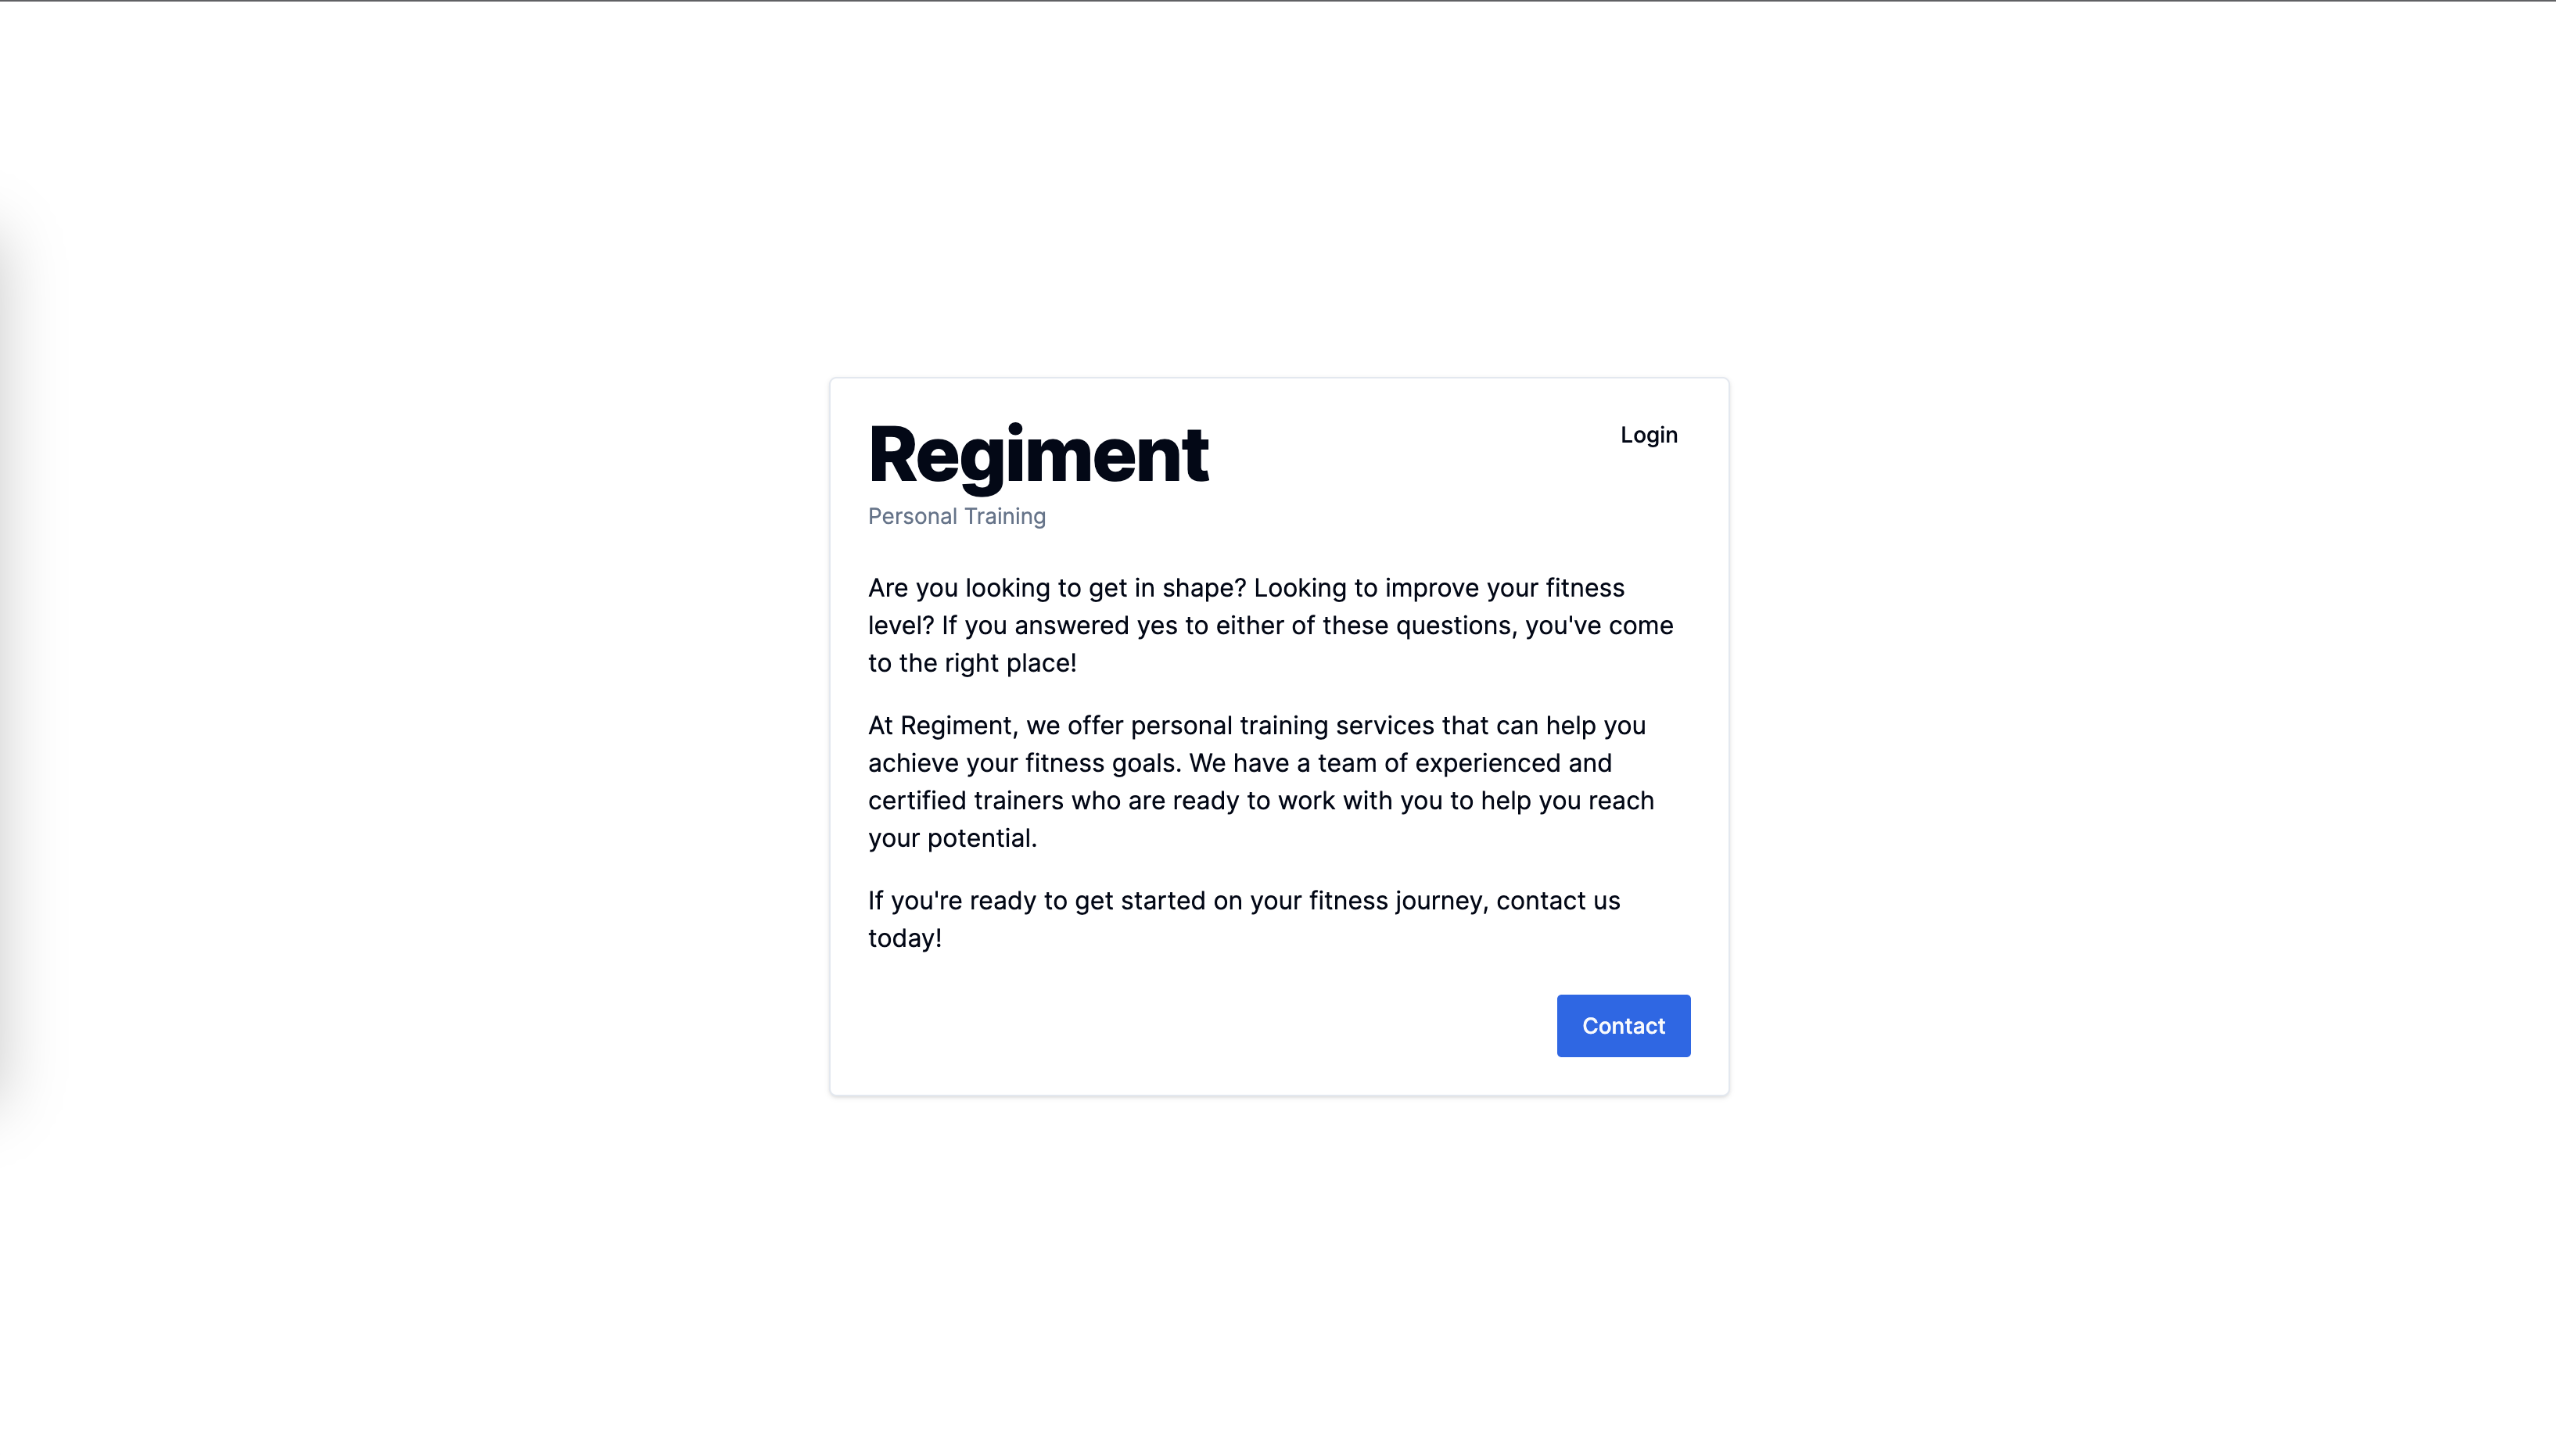 Regiment
Login
Personal Training
Are you looking to get in shape? Looking to improve your fitness
level? If you answered yes to either of these questions, you've come
to the right place!
At Regiment, we offer personal training services that can help you
achieve your fitness goals. We have a team of experienced and
certified trainers who are ready to work with you to help you reach
your potential.
If you're ready to get started on your fitness journey, contact us
today!
Contact